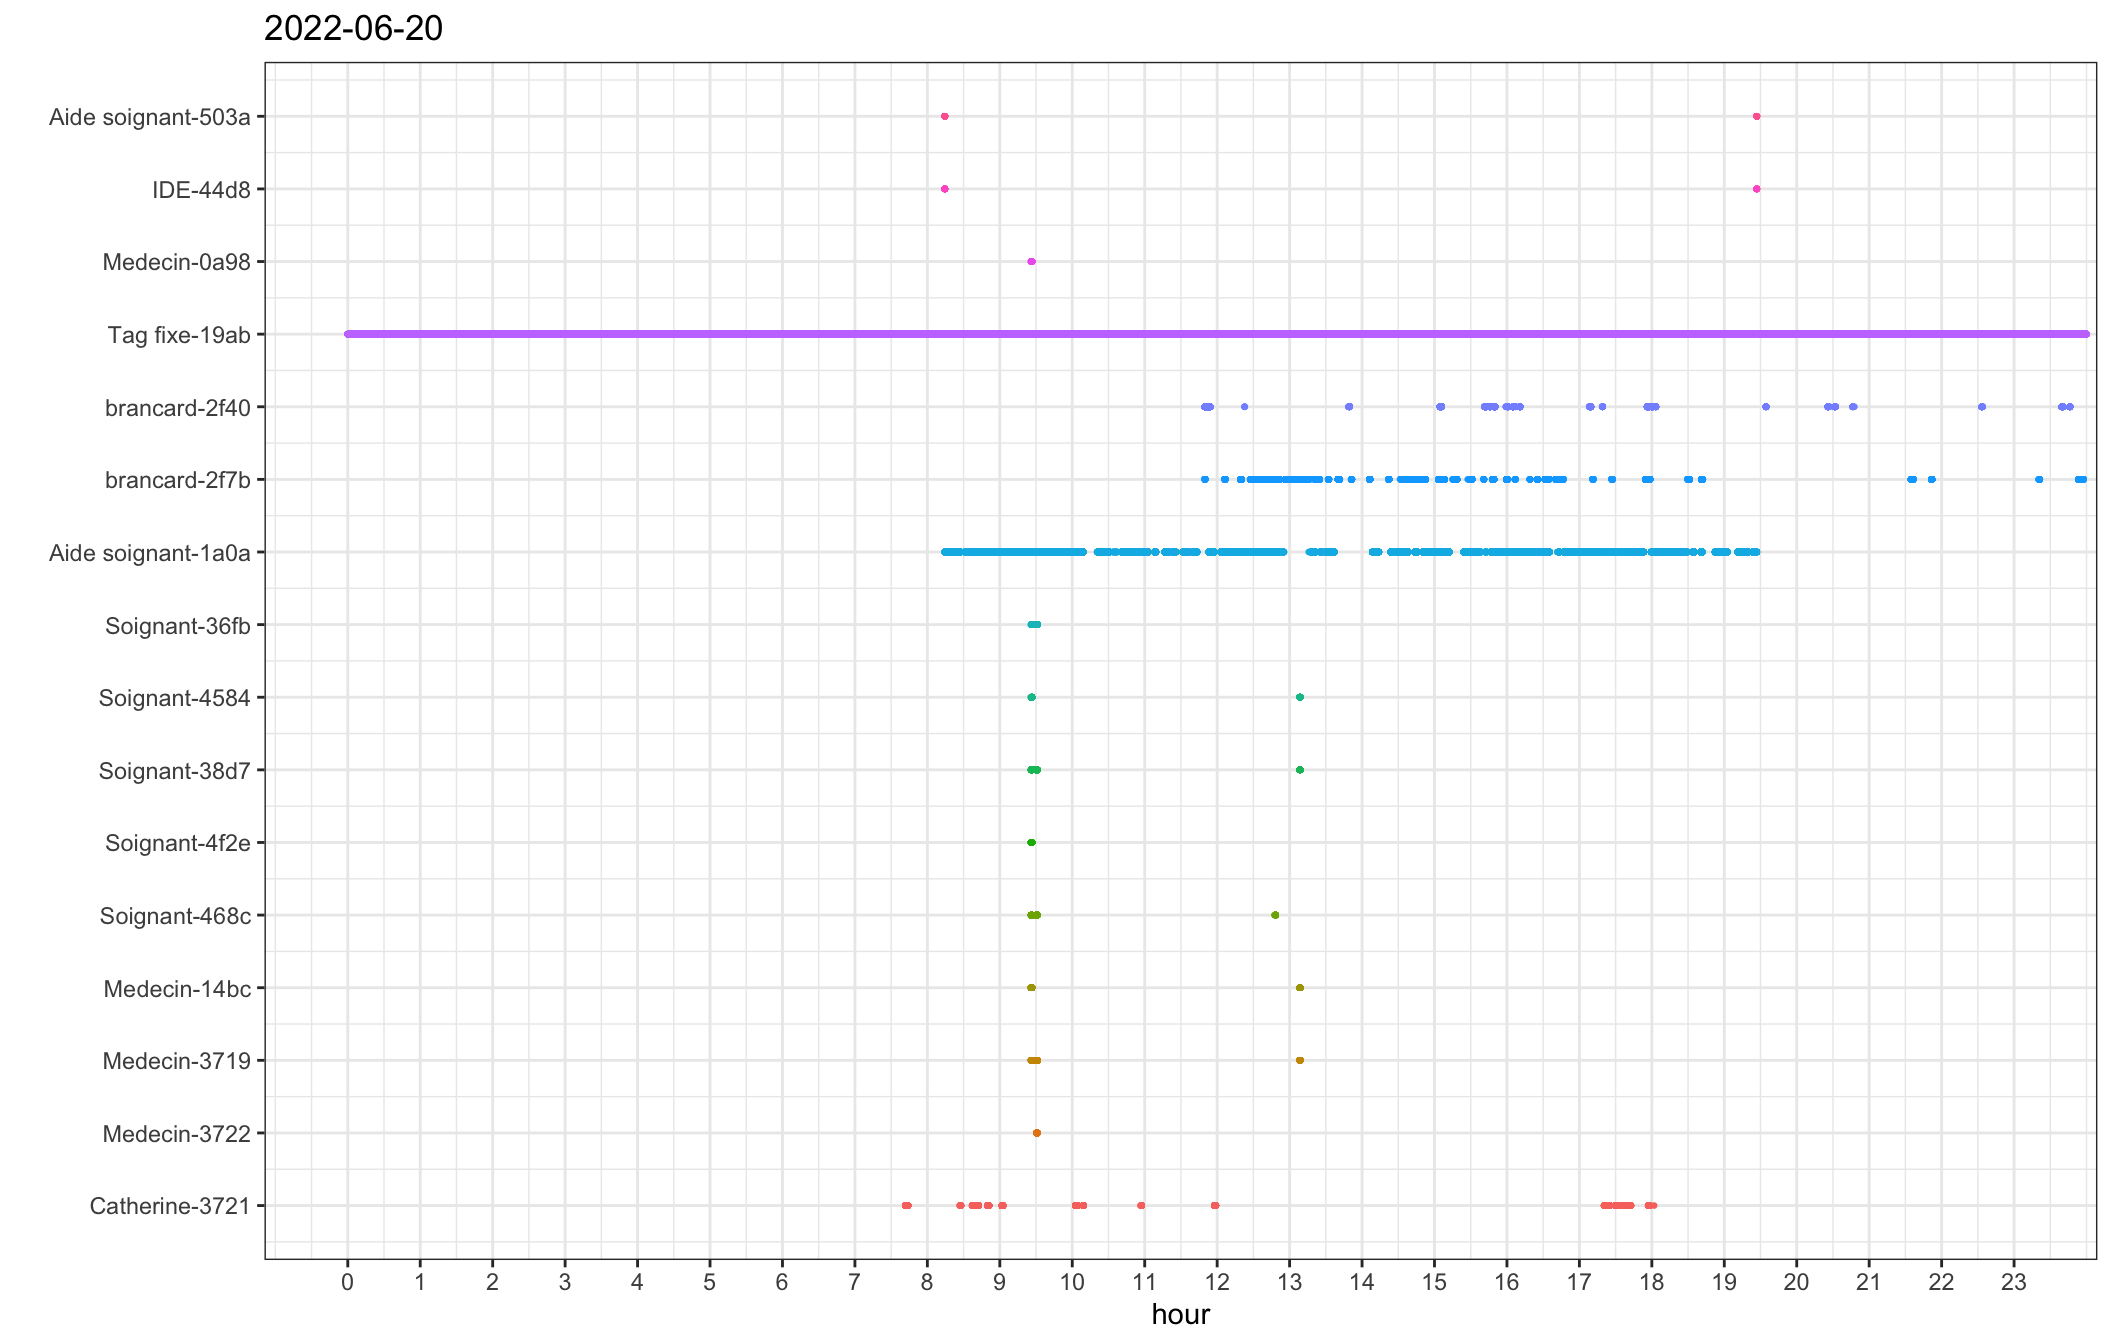 2022-06-20
Aide soignant-503a
IDE-44d8
Medecin-0a98
Tag fixe-19ab
brancard-2f40
brancard-2f7b
Aide soignant-1a0a
Soignant-36fb
Soignant-4584
Soignant-38d7
Soignant-4f2e
Soignant-468c
Medecin-14bc
Medecin-3719
Medecin-3722
Catherine-3721
0 1 2 3 4 5 6 7 8 9 10 11 12 13 14 15 16 17 18 19 20 21 22 23
hour